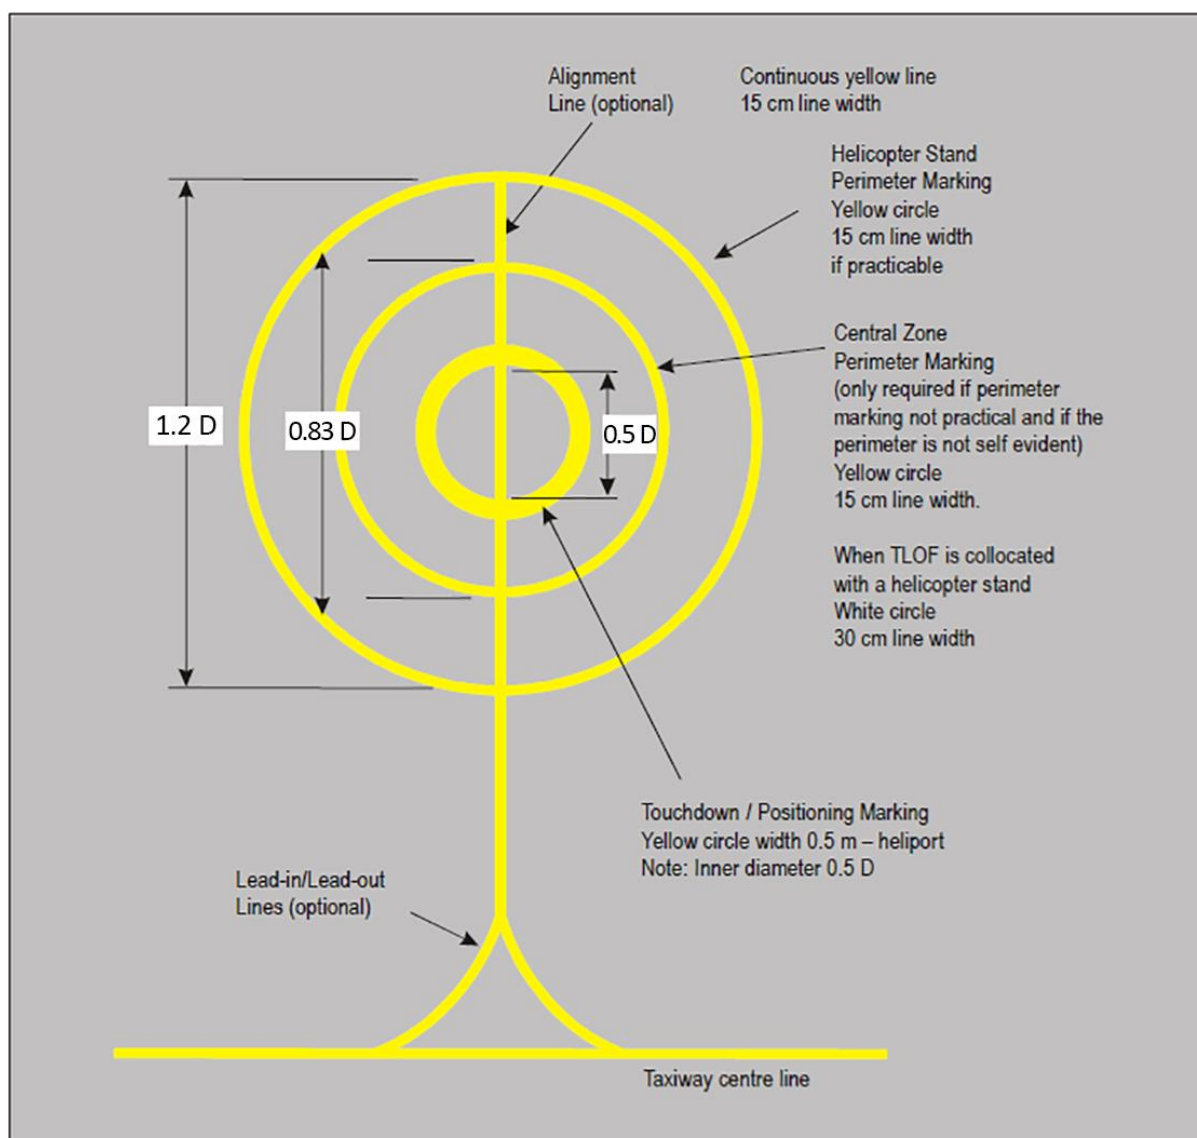 Alignment
Line (optional)
Continuous yellow line
15 cm line width
Helicopter Stand
Perimeter Marking
Yellow circle
15 cm line width
if practicable
Central Zone
Perimeter Marking
(only required if perimeter
marking not practical and if the
perimeter is not self evident)
Yellow circle
15 cm line width.
When TLOF is collocated
with a helicopter stand
White circle
30 cm line width
1.2 D
0.83 D
0.5 D
Touchdown / Positioning Marking
Yellow circle width 0.5 m – heliport
Note: Inner diameter 0.5 D
Lead-in/Lead-out
Lines (optional)
Taxiway centre line